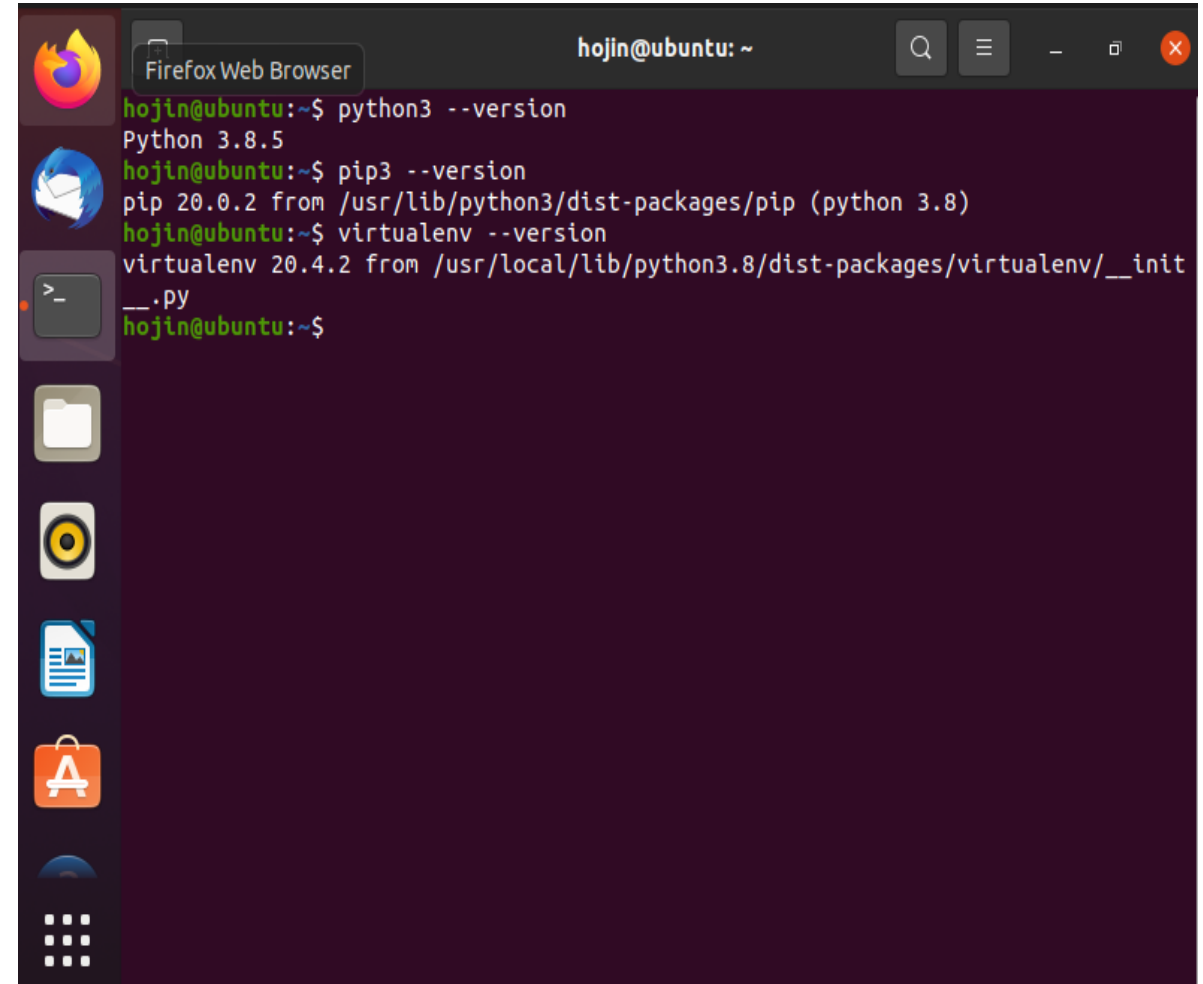 hojin@ubuntu: ~
Firefox Web Browser
hojin@ubuntu:~$ python3 --version
Python 3.8.5
hojin@ubuntu:~$ pip3 --version
pip 20.0.2 from /usr/lib/python3/dist-packages/pip (python 3.8)
hojin@ubuntu:~$ virtualenv --version
virtualenv 20.4.2 from /usr/local/lib/python3.8/dist-packages/virtualenv/__init
__.py
hojin@ubuntu:~$